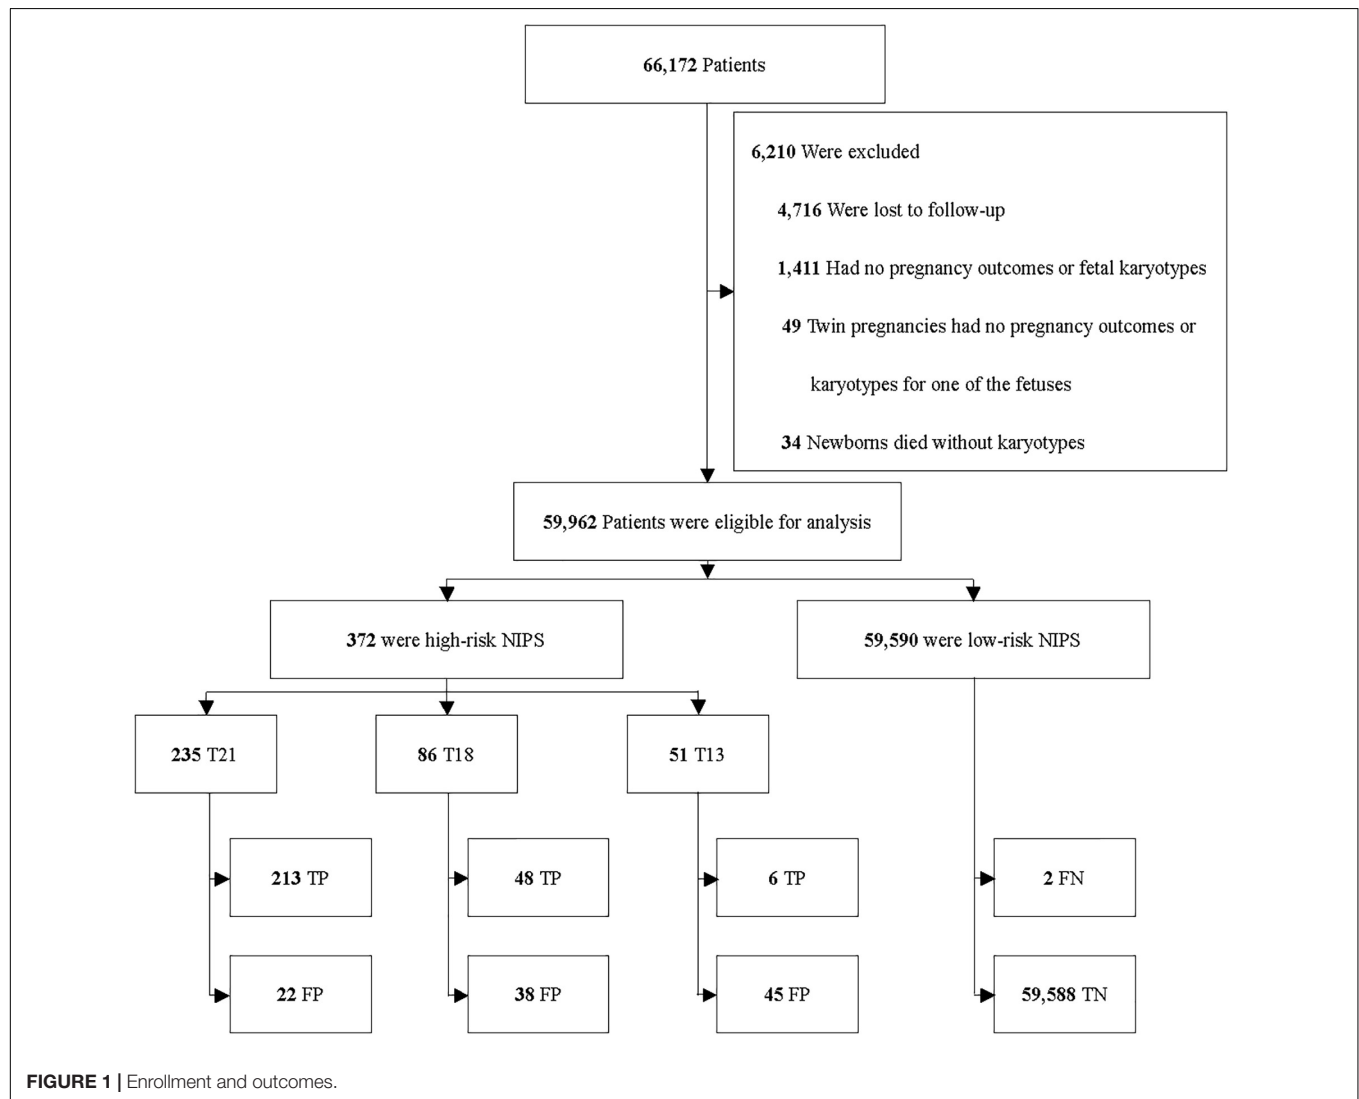 66,172 Patients
6,210 Were excluded
4,716 Were lost to follow-up
1,411 Had no pregnancy outcomes or fetal karyotypes
49 Twin pregnancies had no pregnancy outcomes or
karyotypes for one of the fetuses
34 Newborns died without karyotypes
59,962 Patients were eligible for analysis
372 were high-risk NIPS
59,590 were low-risk NIPS
235 T21
86 T18
51 T13
213 TP
48 TP
6 TP
2 FN
22 FP
38 FP
45 FP
59,588 TN
FIGURE 1 | Enrollment and outcomes.